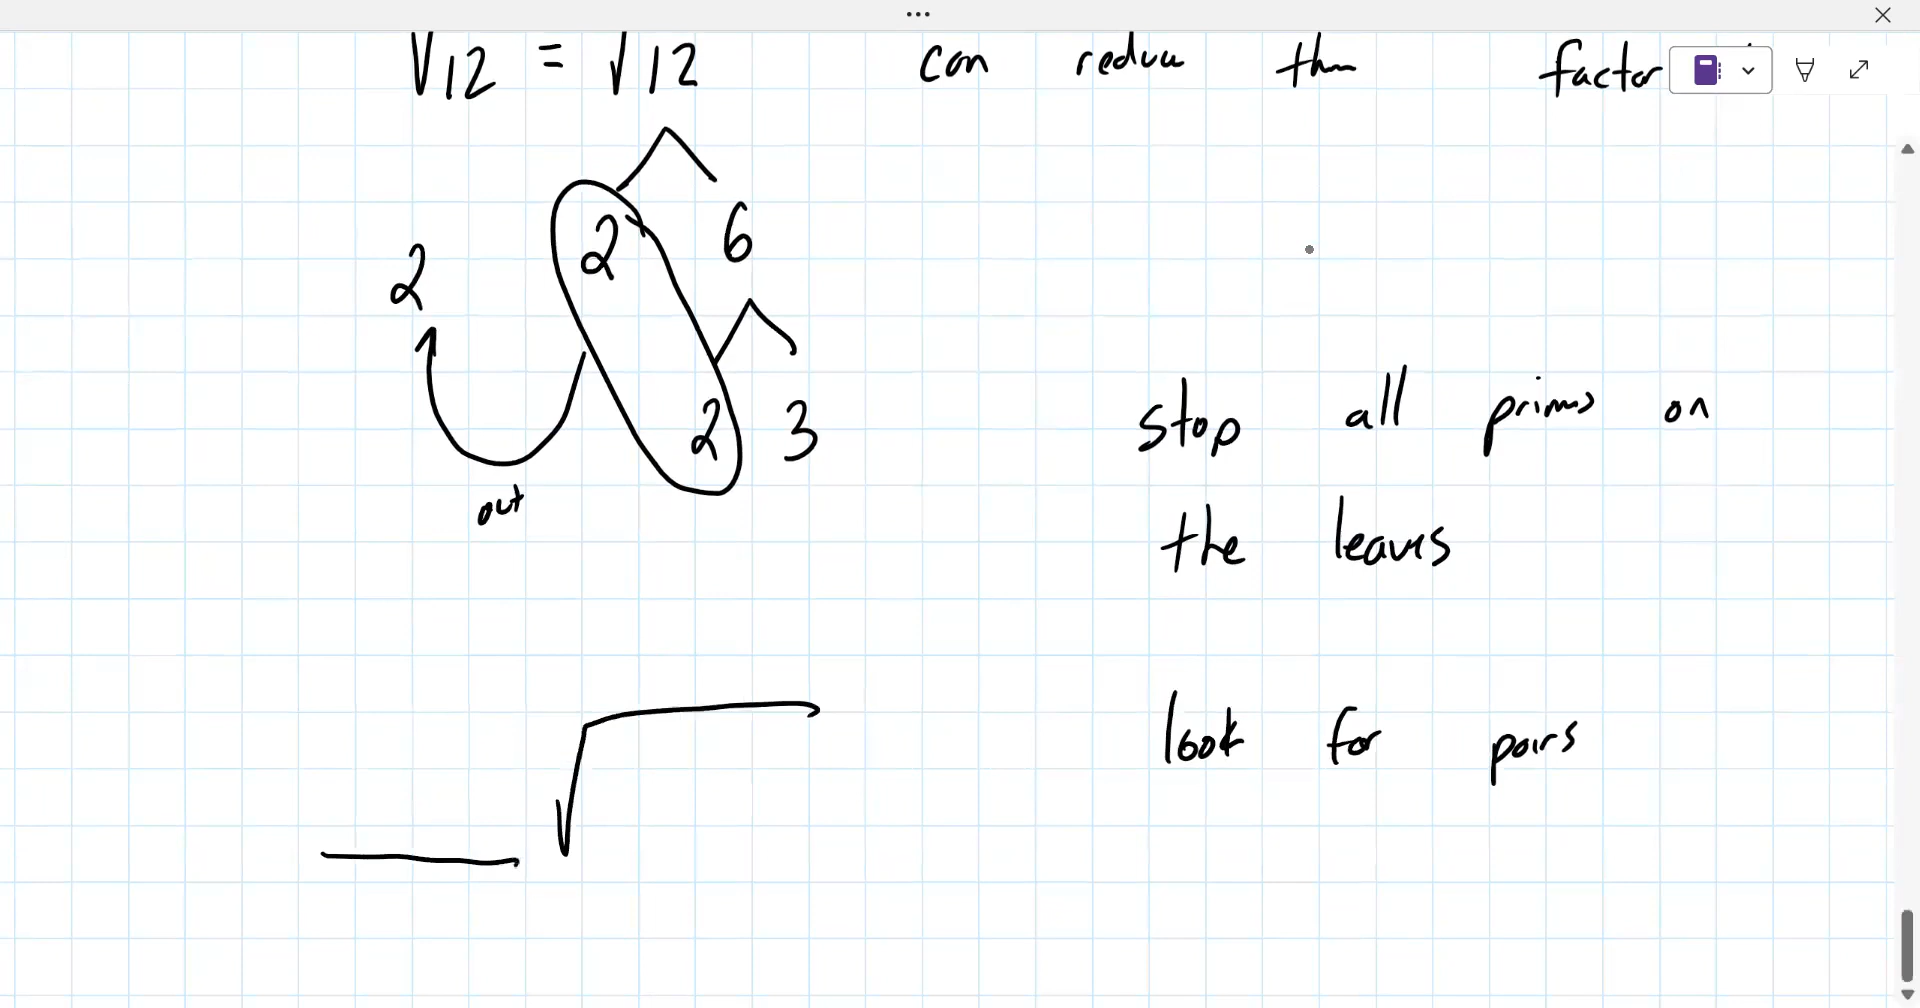 √12 = √12 can reduce the factor
2 6
2
2 3
stop all primes on
out
the leaves
look for pairs
√